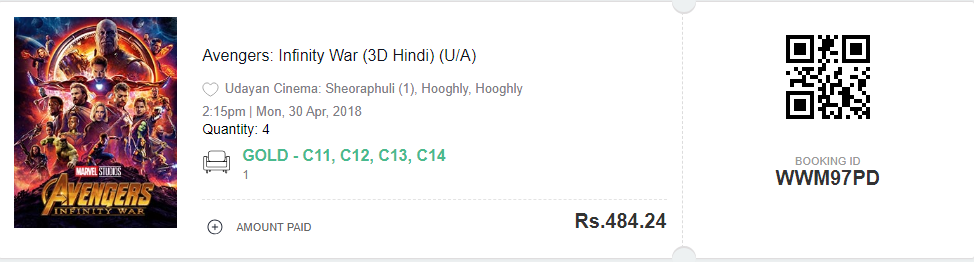 MARVEL STUDIOS
AVENGERS
INFINITY WAR
Avengers: Infinity War (3D Hindi) (U/A)
Udayan Cinema: Sheoraphuli (1), Hooghly, Hooghly
2:15pm | Mon, 30 Apr, 2018
Quantity: 4
GOLD - C11, C12, C13, C14
1
AMOUNT PAID
Rs.484.24
BOOKING ID
WWM97PD